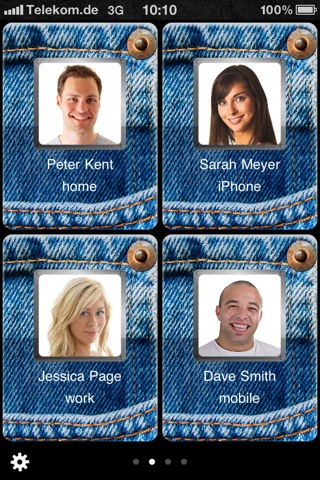 Telekom.de 3G 10:10 100%
Peter Kent
home
Sarah Meyer
iPhone
Jessica Page
work
Dave Smith
mobile